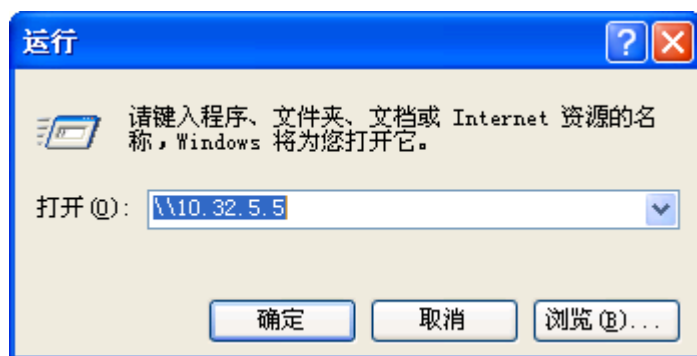 运行
请键入程序、文件夹、文档或 Internet 资源的名
称，Windows 将为您打开它。
打开(O): \\10.32.5.5
确定 取消 浏览(B)...